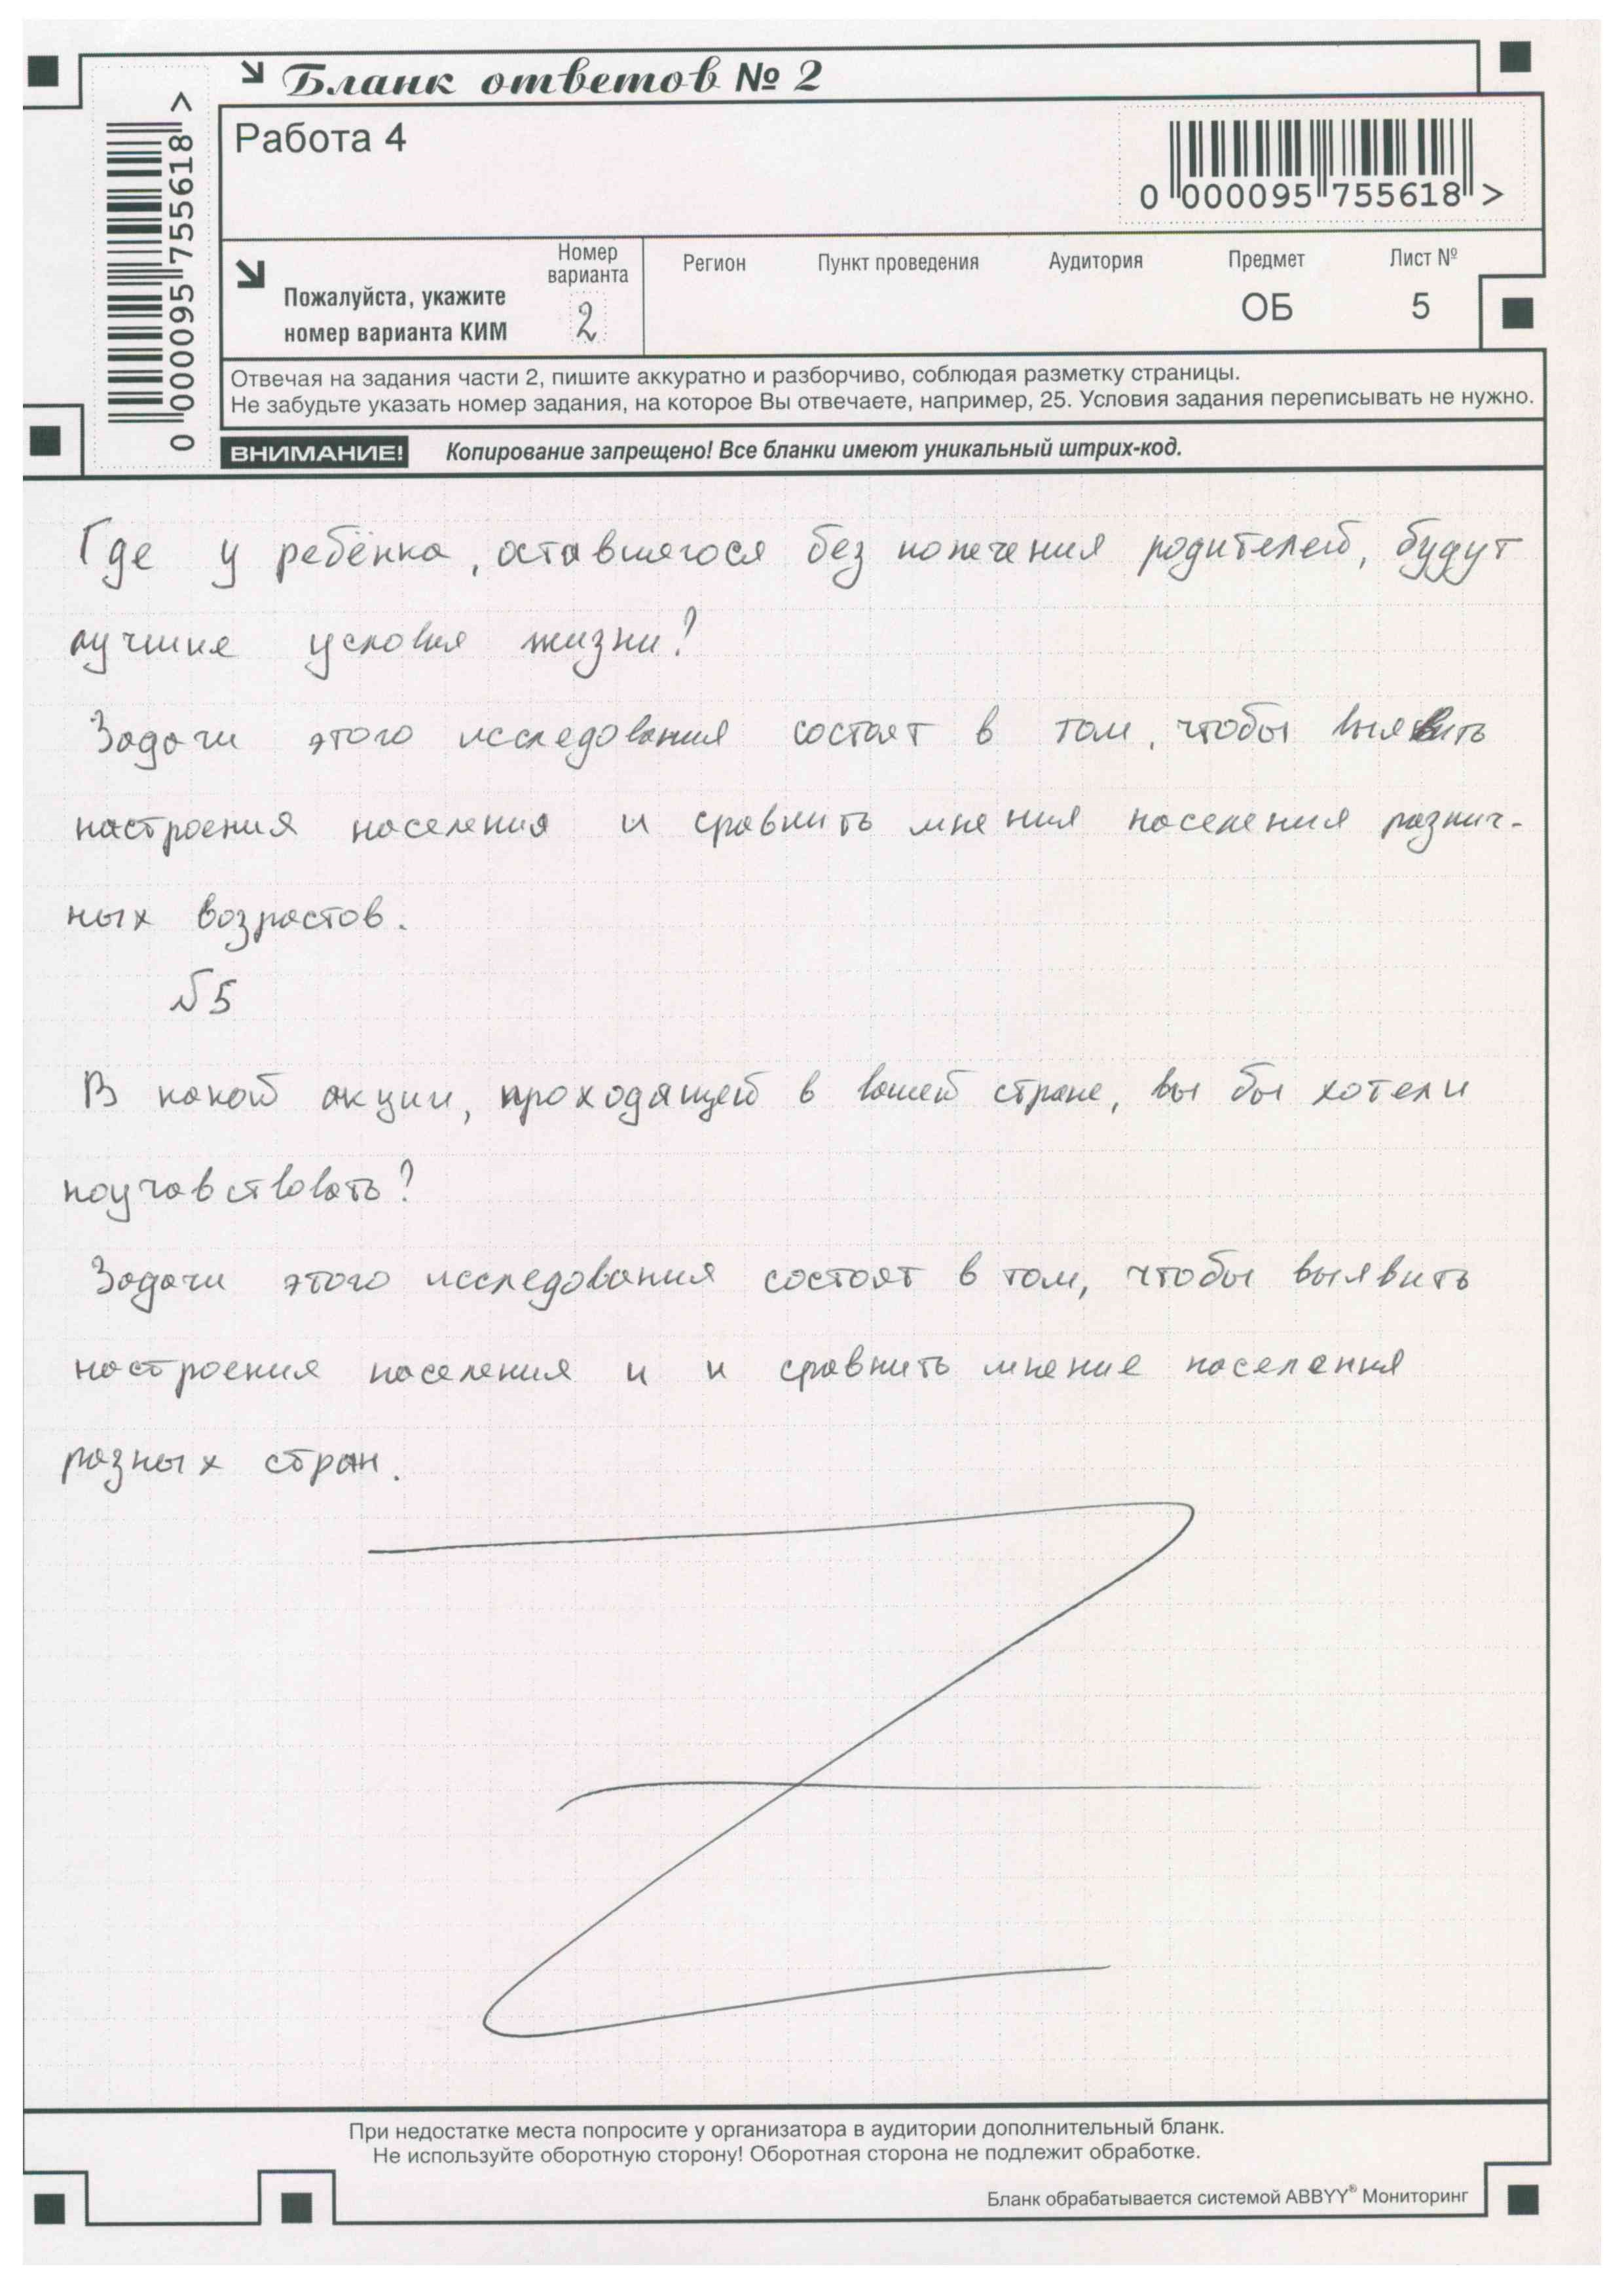 Бланк ответов № 2
Работа 4
0 000095 755618 >
0 000095 755618 >
Пожалуйста, укажите
номер варианта КИМ
Номер
варианта
2
Регион
Пункт проведения
Аудитория
Предмет
ОБ
Лист №
5
Отвечая на задания части 2, пишите аккуратно и разборчиво, соблюдая разметку страницы.
Не забудьте указать номер задания, на которое Вы отвечаете, например, 25. Условия задания переписывать не нужно.
ВНИМАНИЕ! Копирование запрещено! Все бланки имеют уникальный штрих-код.
Где у ребёнка, оставшегося без попечения родителей, будут
лучшие условия жизни?
Задачи этого исследования состоят в том, чтобы выявить
настроения населения и сравнить мнения населения различ-
ных возрастов.
№5
В какой акции, проходящей в вашей стране, вы бы хотели
поучавствовать?
Задачи этого исследования состоят в том, чтобы выявить
настроения населения и и сравнить мнение населения
разных стран.
При недостатке места попросите у организатора в аудитории дополнительный бланк.
Не используйте оборотную сторону! Оборотная сторона не подлежит обработке.
Бланк обрабатывается системой ABBYY® Мониторинг